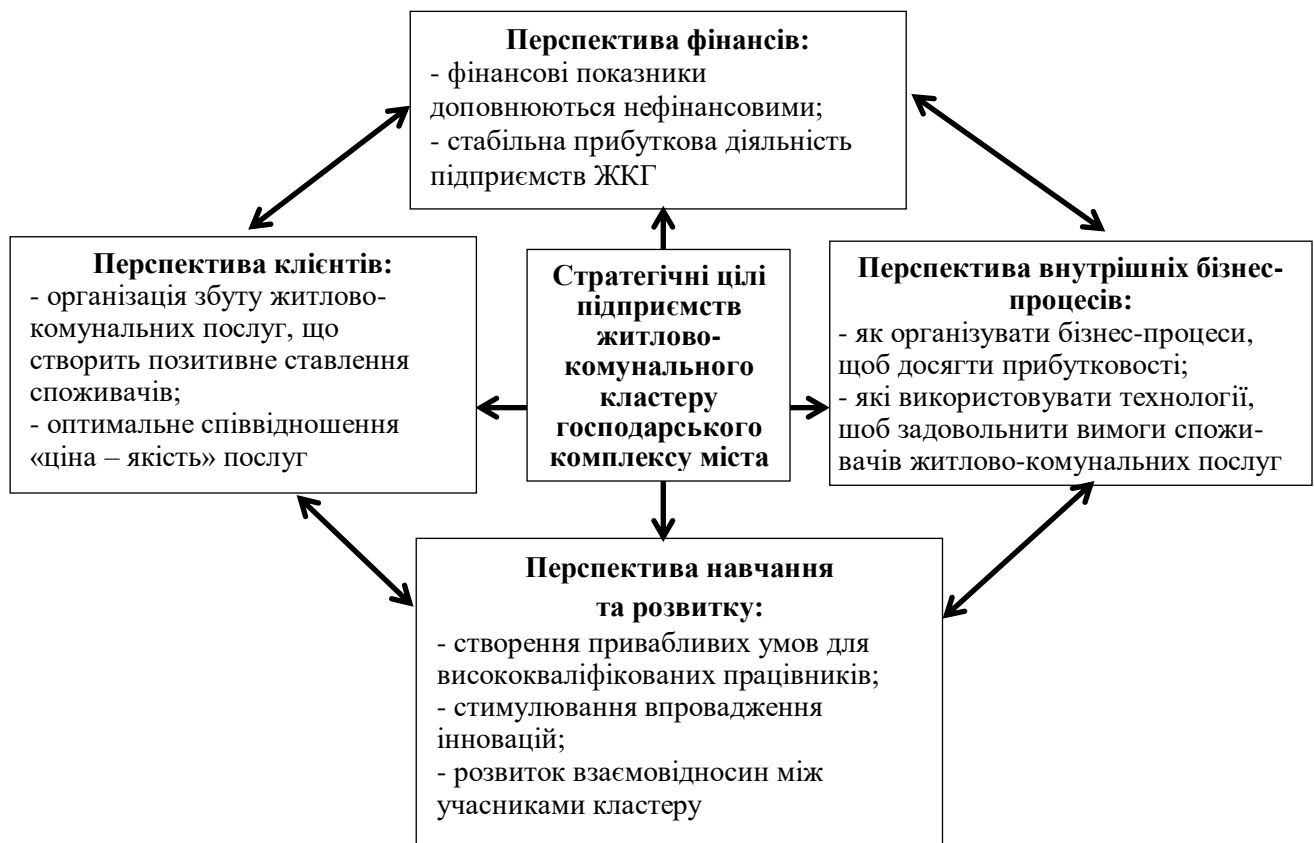 Перспектива фінансів:
- фінансові показники
доповнюються нефінансовими;
- стабільна прибуткова діяльність
підприємств ЖКГ
Перспектива клієнтів:
- організація збуту житлово-
комунальних послуг, що
створить позитивне ставлення
споживачів;
- оптимальне співвідношення
«ціна – якість» послуг
Стратегічні цілі
підприємств
житлово-
комунального
кластеру
господарського
комплексу міста
Перспектива внутрішніх бізнес-
процесів:
- як організувати бізнес-процеси,
щоб досягти прибутковості;
- які використовувати технології,
шоб задовольнити вимоги спожи-
вачів житлово-комунальних послуг
Перспектива навчання
та розвитку:
- створення привабливих умов для
висококваліфікованих працівників;
- стимулювання впровадження
інновацій;
- розвиток взаємовідносин між
учасниками кластеру